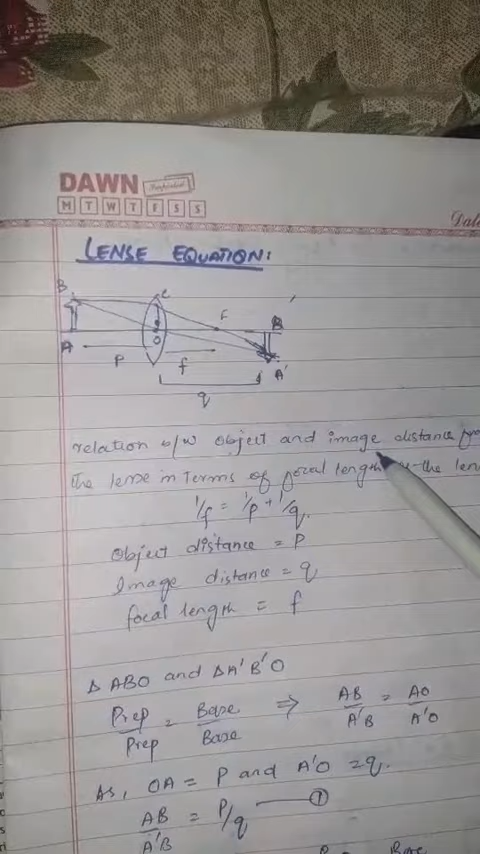 DAWN
M T W T F S S
LENSE EQUATION:
B C F B
A P O f A'
q
relation b/w object and image distance
the lense in terms of focal length the
1/f = 1/p + 1/q.
Object distance = P
Image distance = q
focal length = f
Δ ABO and Δ A'B'O
Prep/Prep = Base/Base ⇒ AB/A'B = AO/A'O
As, OA = P and A'O = q.
AB/A'B = P/q — ①